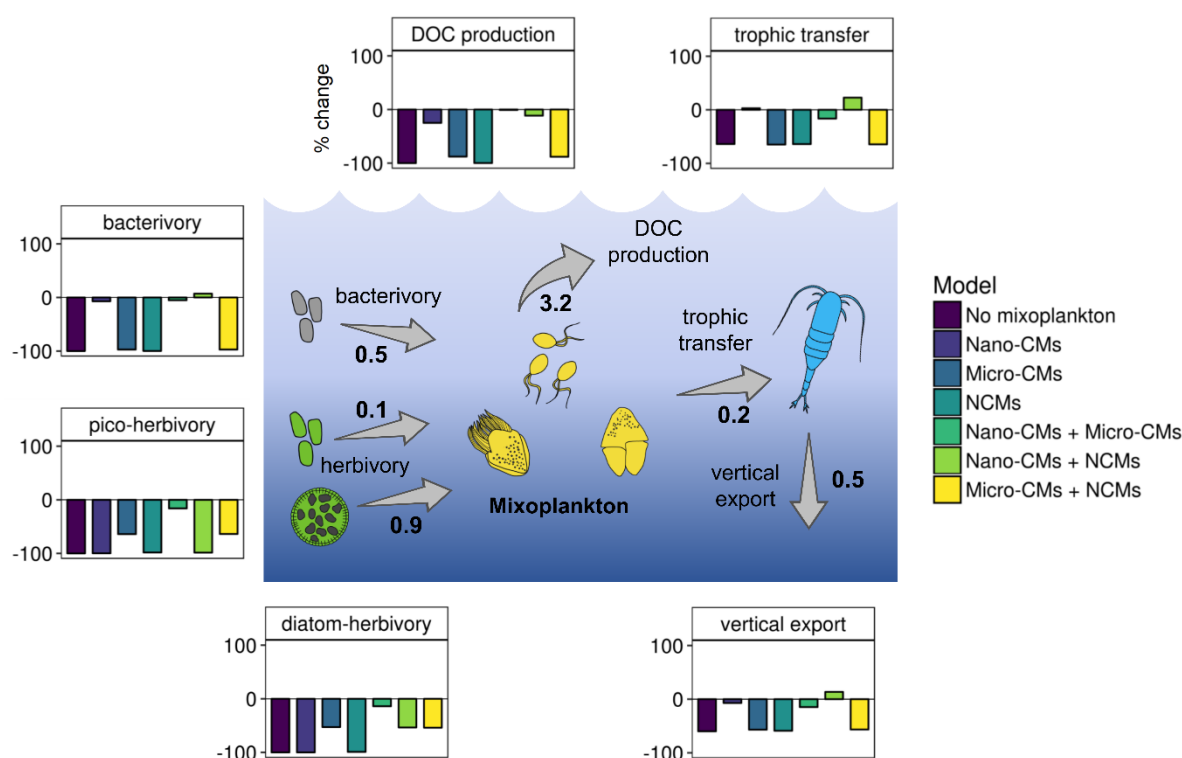 DOC production
100
0
-100
% change
trophic transfer
100
0
-100
bacterivory
100
0
-100
pico-herbivory
100
0
-100
DOC
production
bacterivory
3.2
0.5
trophic
transfer
0.1
0.2
herbivory
vertical
export
0.5
Mixoplankton
0.9
Model
No mixoplankton
Nano-CMs
Micro-CMs
NCMs
Nano-CMs + Micro-CMs
Nano-CMs + NCMs
Micro-CMs + NCMs
diatom-herbivory
100
0
-100
vertical export
100
0
-100